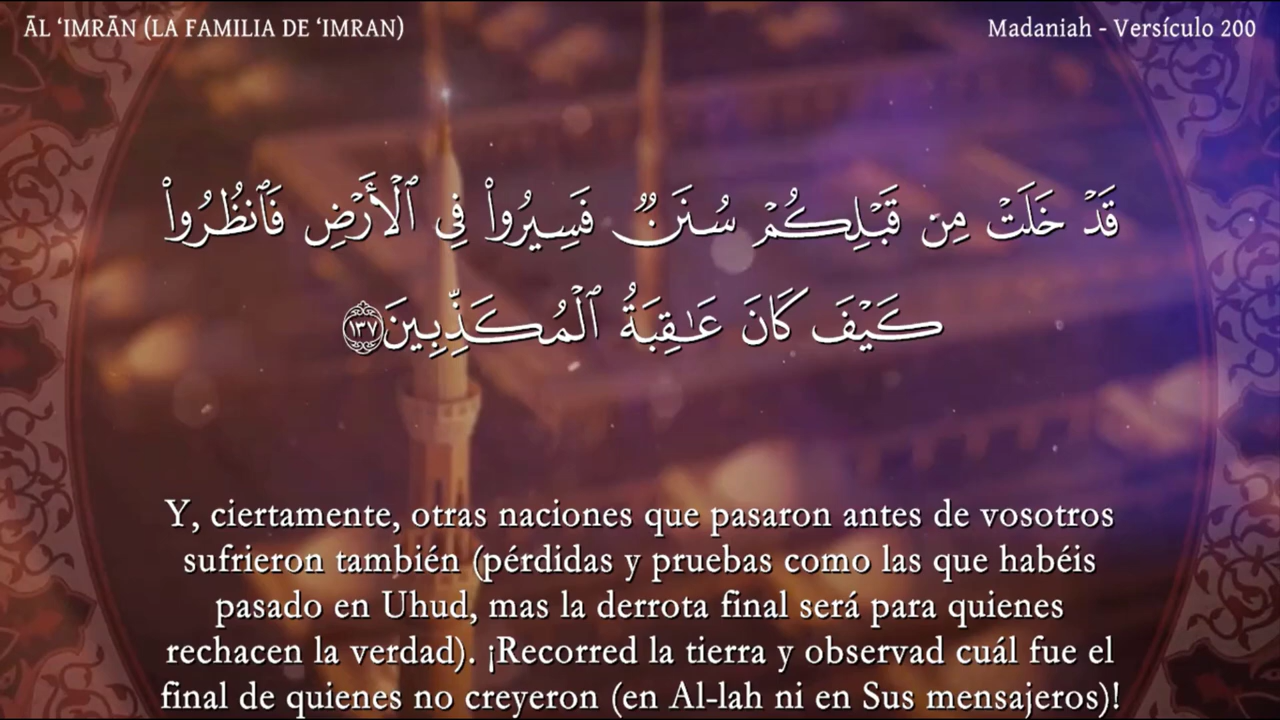 ĀL ‘IMRĀN (LA FAMILIA DE ‘IMRAN)
Madaniah - Versículo 200
قَدْ خَلَتْ مِن قَبْلِكُمْ سُنَنٌ فَسِيرُوا۟ فِى ٱلْأَرْضِ فَٱنظُرُوا۟
كَيْفَ كَانَ عَـٰقِبَةُ ٱلْمُكَذِّبِينَ ١٣٧
Y, ciertamente, otras naciones que pasaron antes de vosotros
sufrieron también (pérdidas y pruebas como las que habéis
pasado en Uhud, mas la derrota final será para quienes
rechacen la verdad). ¡Recorred la tierra y observad cuál fue el
final de quienes no creyeron (en Al-lah ni en Sus mensajeros)!